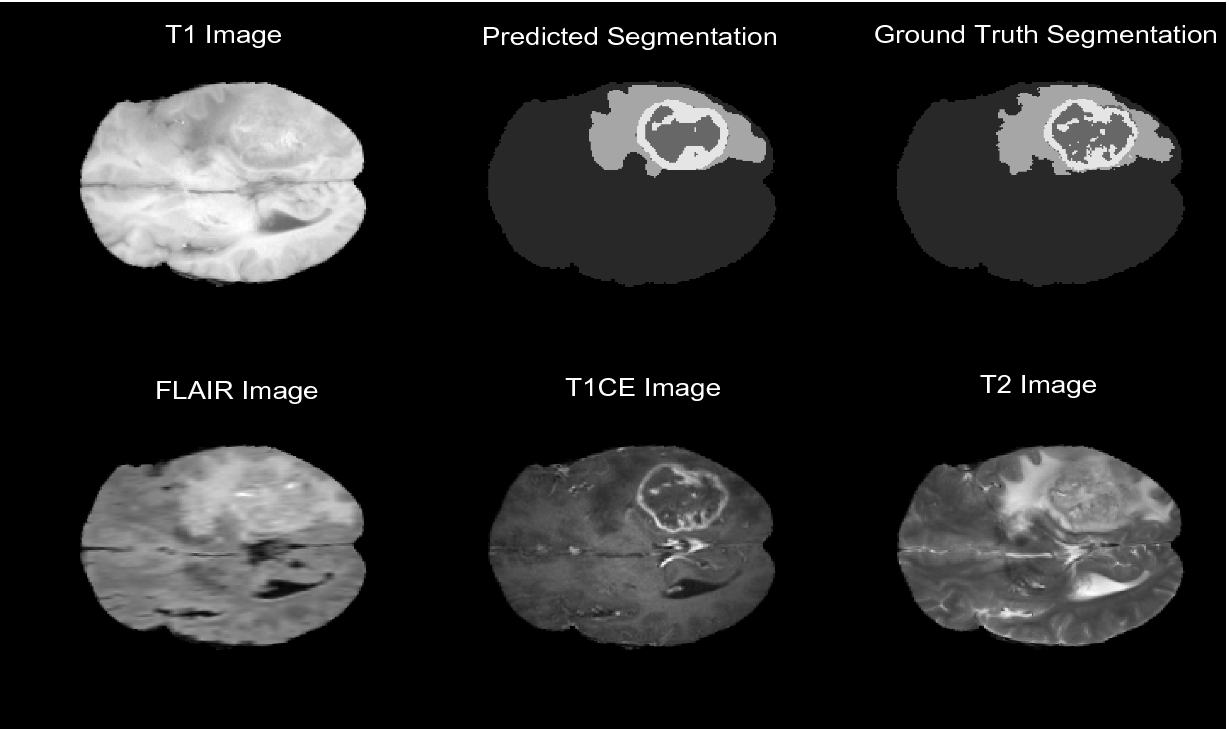 T1 Image
Predicted Segmentation
Ground Truth Segmentation
FLAIR Image
T1CE Image
T2 Image